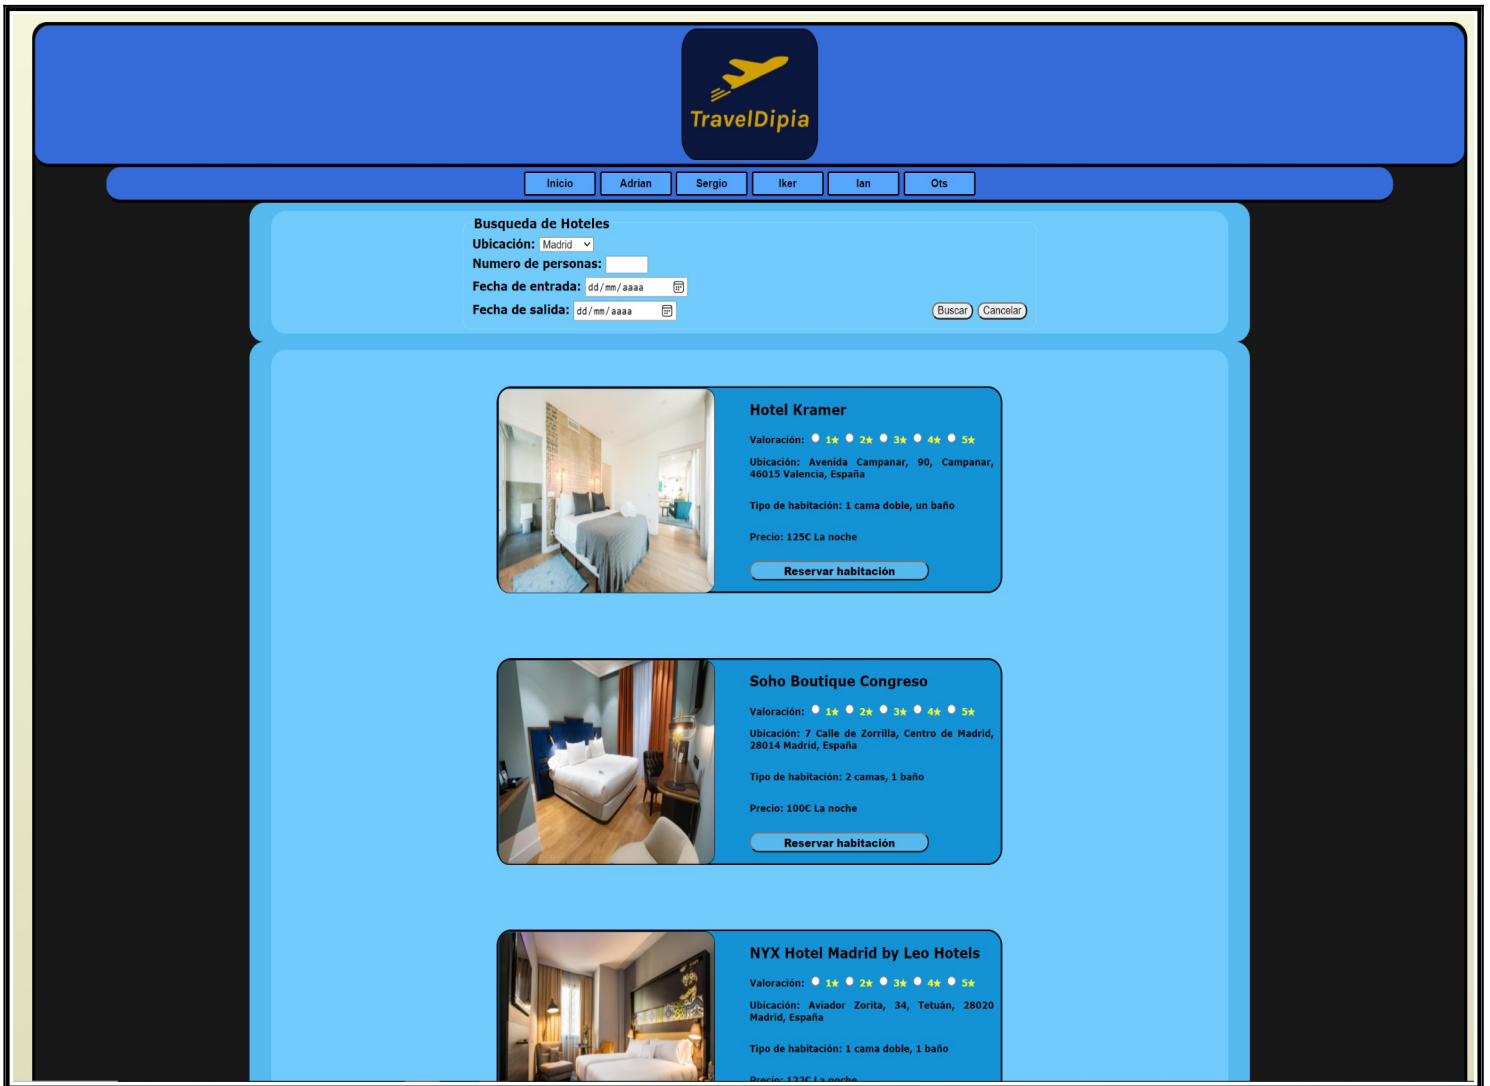 TravelDipia
Inicio Adrian Sergio Iker Ian Ots
Busqueda de Hoteles
Ubicación: Madrid
Numero de personas:
Fecha de entrada: dd/mm/aaaa
Fecha de salida: dd/mm/aaaa
Buscar Cancelar
Hotel Kramer
Valoración: 1★ 2★ 3★ 4★ 5★
Ubicación: Avenida Campanar, 90, Campanar,
46015 Valencia, España
Tipo de habitación: 1 cama doble, un baño
Precio: 125€ La noche
Reservar habitación
Soho Boutique Congreso
Valoración: 1★ 2★ 3★ 4★ 5★
Ubicación: 7 Calle de Zorrilla, Centro de Madrid,
28014 Madrid, España
Tipo de habitación: 2 camas, 1 baño
Precio: 100€ La noche
Reservar habitación
NYX Hotel Madrid by Leo Hotels
Valoración: 1★ 2★ 3★ 4★ 5★
Ubicación: Aviador Zorita, 34, Tetuán, 28020
Madrid, España
Tipo de habitación: 1 cama doble, 1 baño
Precio: 122€ La noche